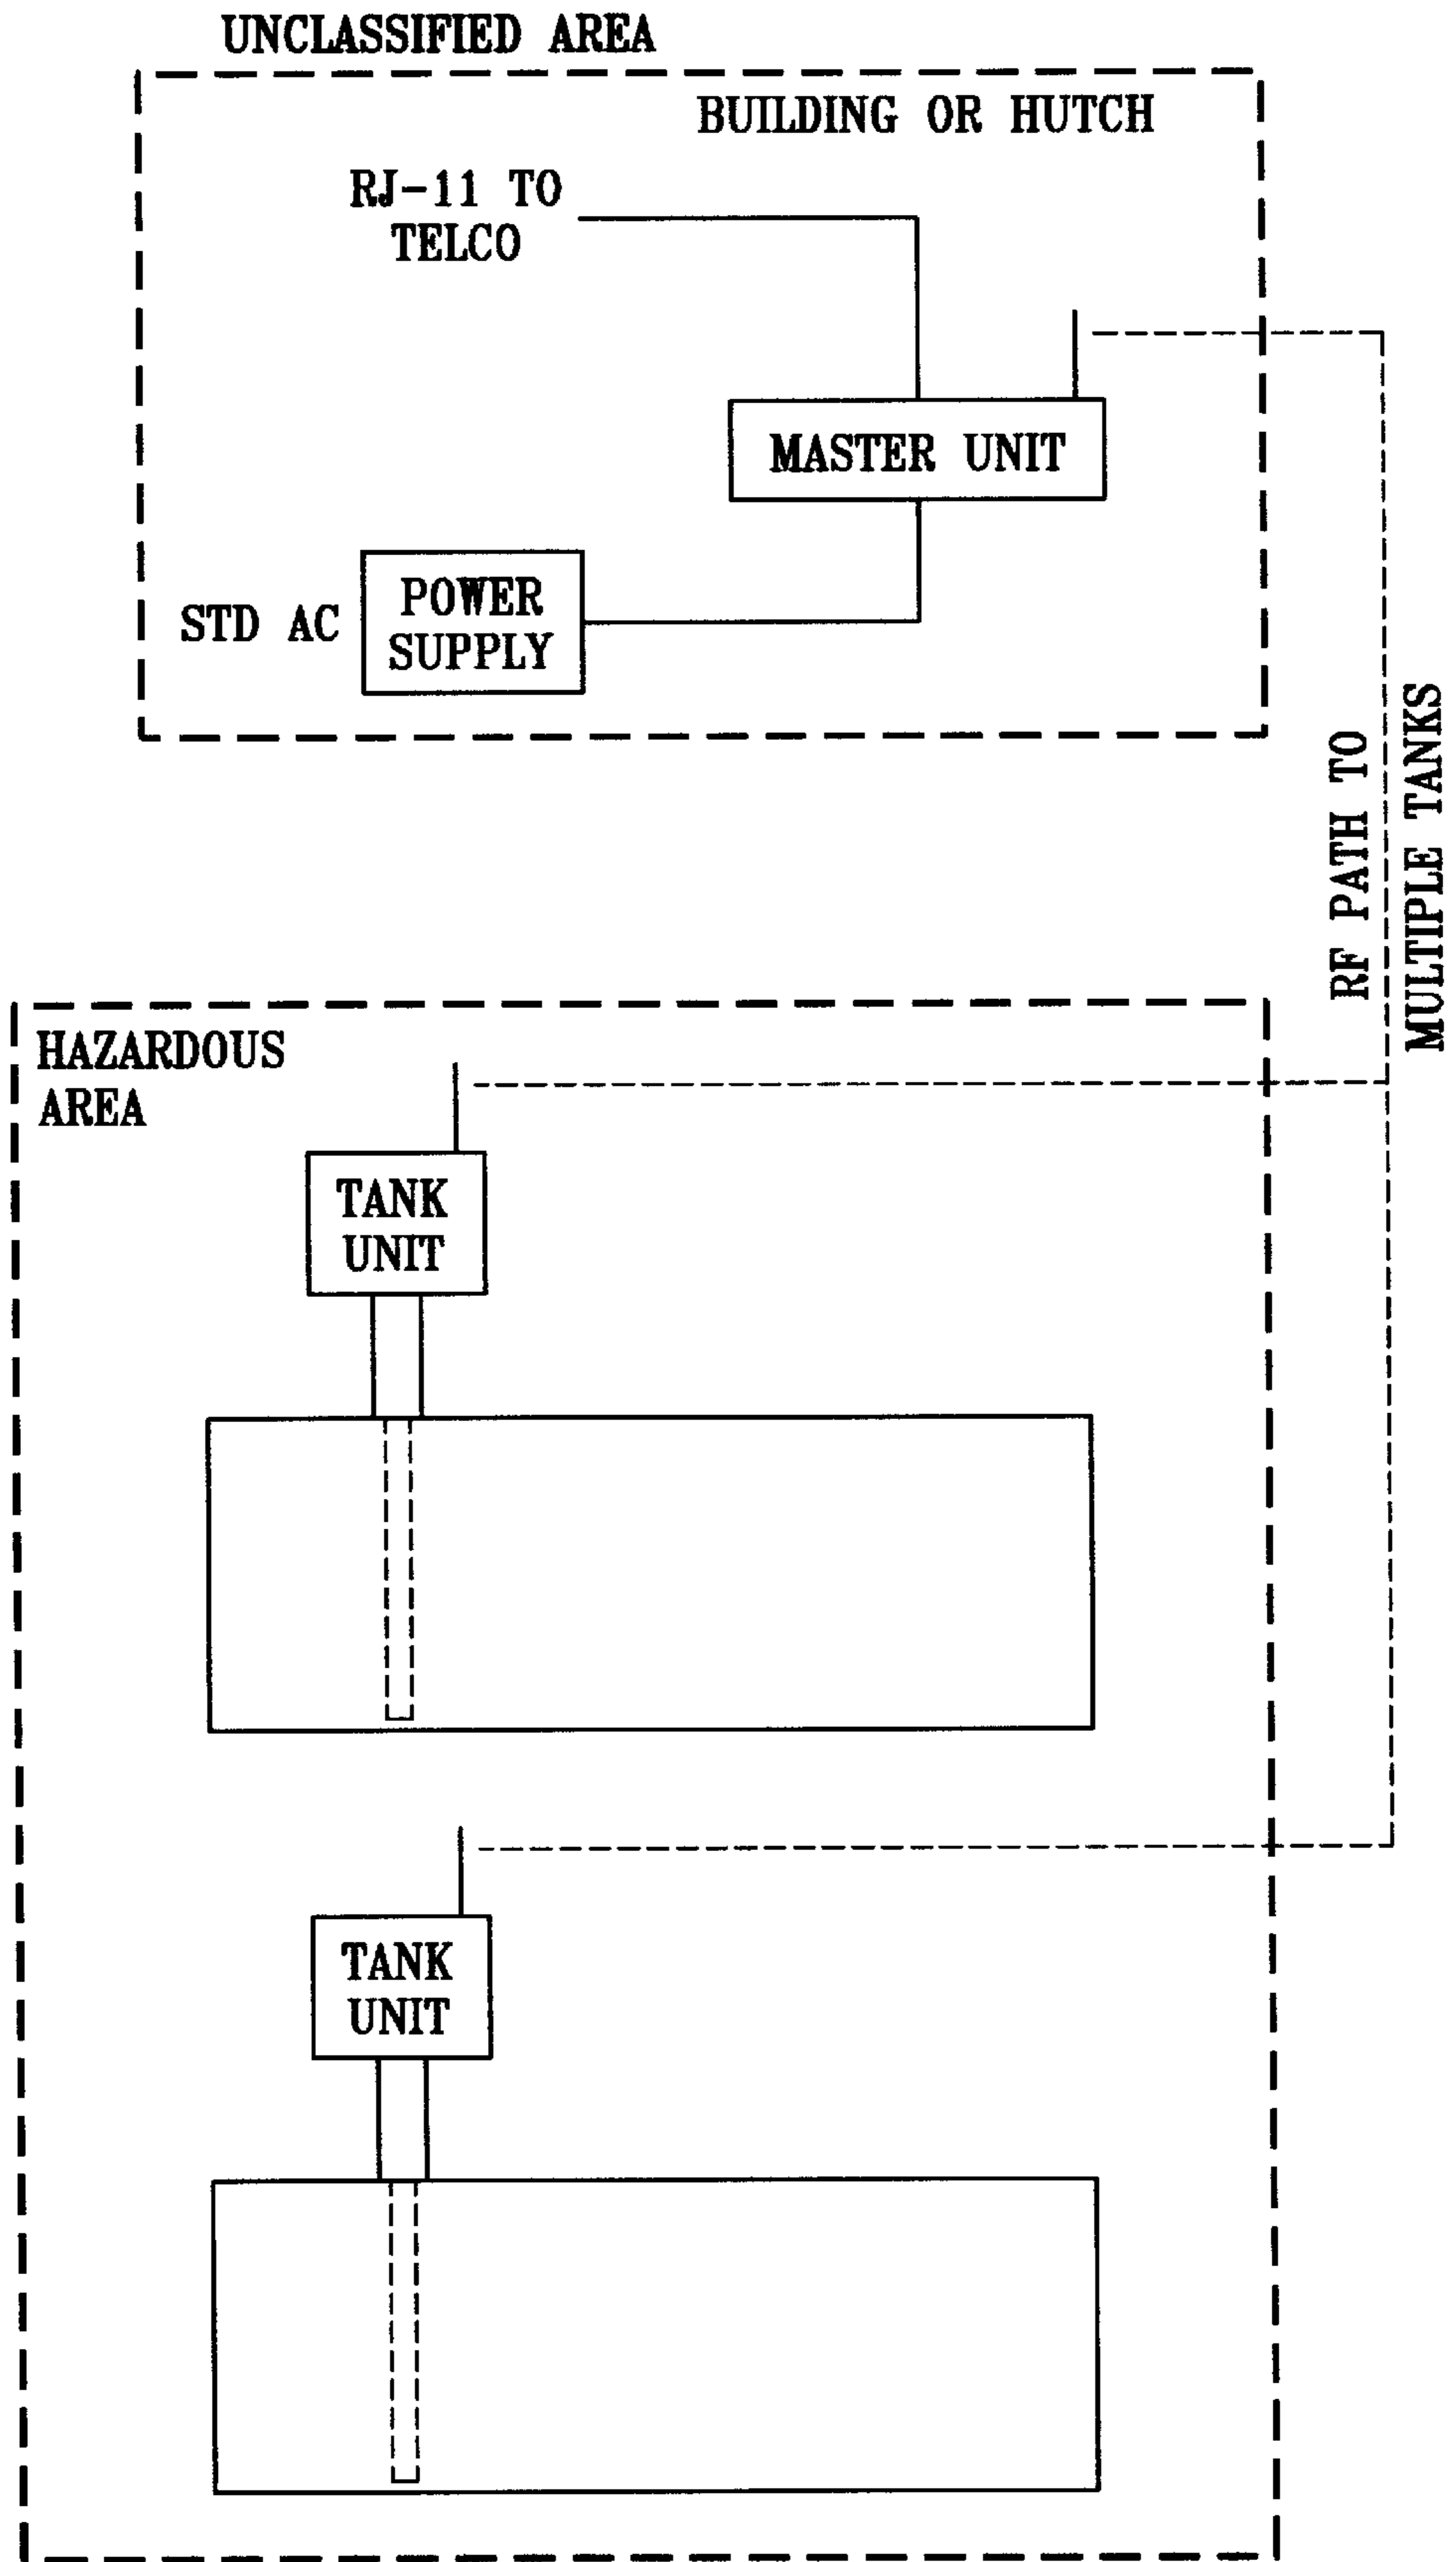 UNCLASSIFIED AREA
BUILDING OR HUTCH
RJ-11 TO
TELCO
MASTER UNIT
STD AC
POWER
SUPPLY
RF PATH TO
MULTIPLE TANKS
HAZARDOUS
AREA
TANK
UNIT
TANK
UNIT